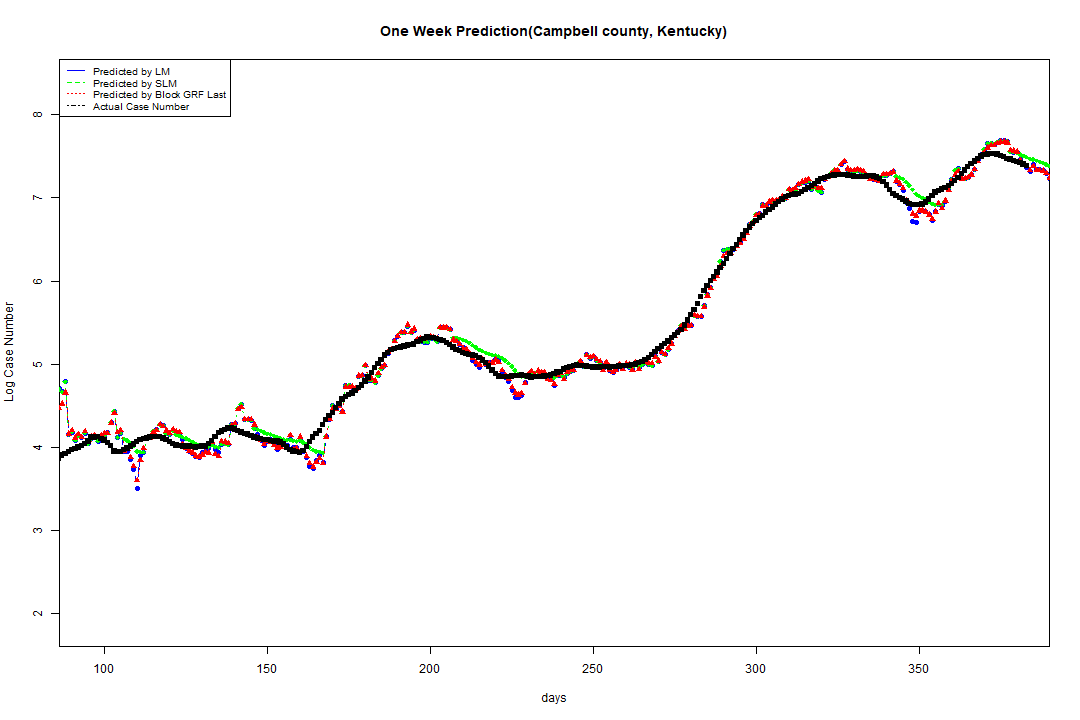 One Week Prediction(Campbell county, Kentucky)
Predicted by LM
Predicted by SLM
Predicted by Block GRF Last
Actual Case Number
8
7
6
5
4
3
2
Log Case Number
100 150 200 250 300 350
days